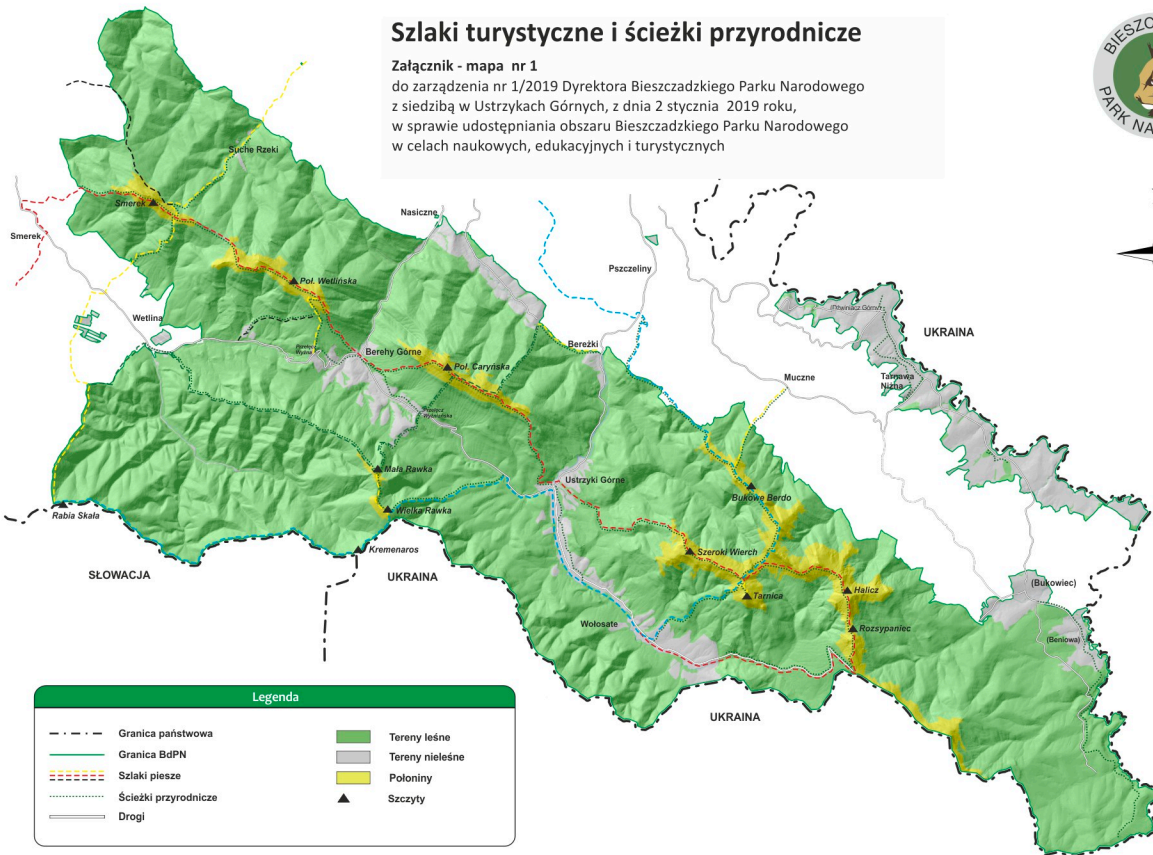 Szlaki turystyczne i ścieżki przyrodnicze
Załącznik - mapa nr 1
do zarządzenia nr 1/2019 Dyrektora Bieszczadzkiego Parku Narodowego
z siedzibą w Ustrzykach Górnych, z dnia 2 stycznia 2019 roku,
w sprawie udostępniania obszaru Bieszczadzkiego Parku Narodowego
w celach naukowych, edukacyjnych i turystycznych
Suche Rzeki
Smerek
Nasiczne
Smerek
Pszczeliny
Poł. Wetlińska
UKRAINA
Wetlina
Bereżki
Berehy Górne
Poł. Caryńska
Muczne
Tarnawa
Niżna
Mała Rawka
Ustrzyki Górne
Bukowe Berdo
Wielka Rawka
Rabia Skała
Kremenaros
Szeroki Wierch
SŁOWACJA
UKRAINA
(Bukowiec)
Halicz
Tarnica
Wołosate
Rozsypaniec
(Beniowa)
UKRAINA
Legenda
Granica państwowa
Granica BdPN
Szlaki piesze
Ścieżki przyrodnicze
Drogi
Tereny leśne
Tereny nieleśne
Połoniny
Szczyty